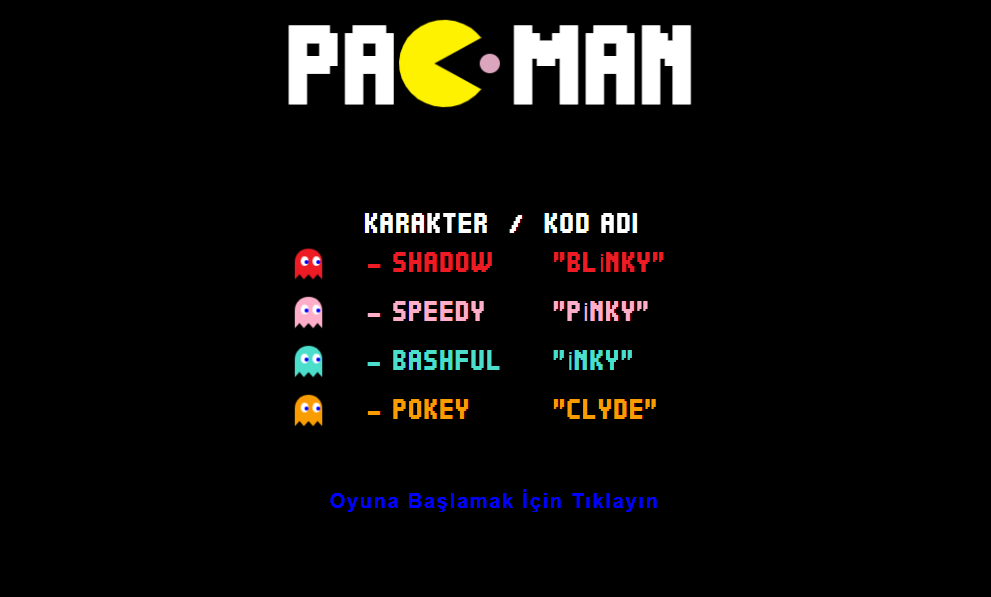 PAC-MAN
KARAKTER / KOD ADI
- SHADOW "BLiNKY"
- SPEEDY "PiNKY"
- BASHFUL "iNKY"
- POKEY "CLYDE"
Oyuna Başlamak İçin Tıklayın